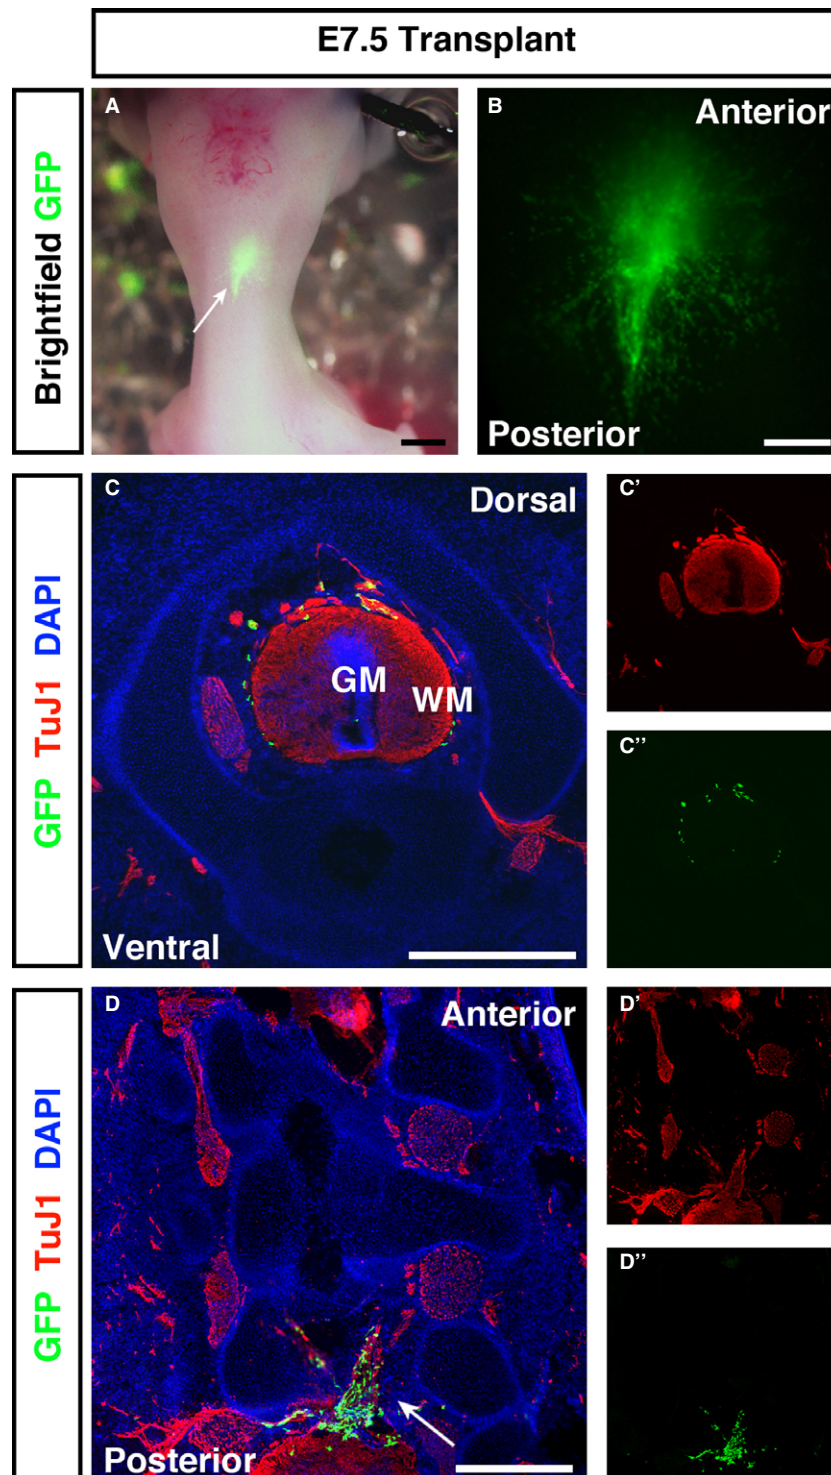 E7.5 Transplant
Brightfield GFP
A
B
Anterior
Posterior
GFP TuJ1 DAPI
C
Dorsal
GM
WM
Ventral
C'
C''
GFP TuJ1 DAPI
D
Anterior
Posterior
D'
D''